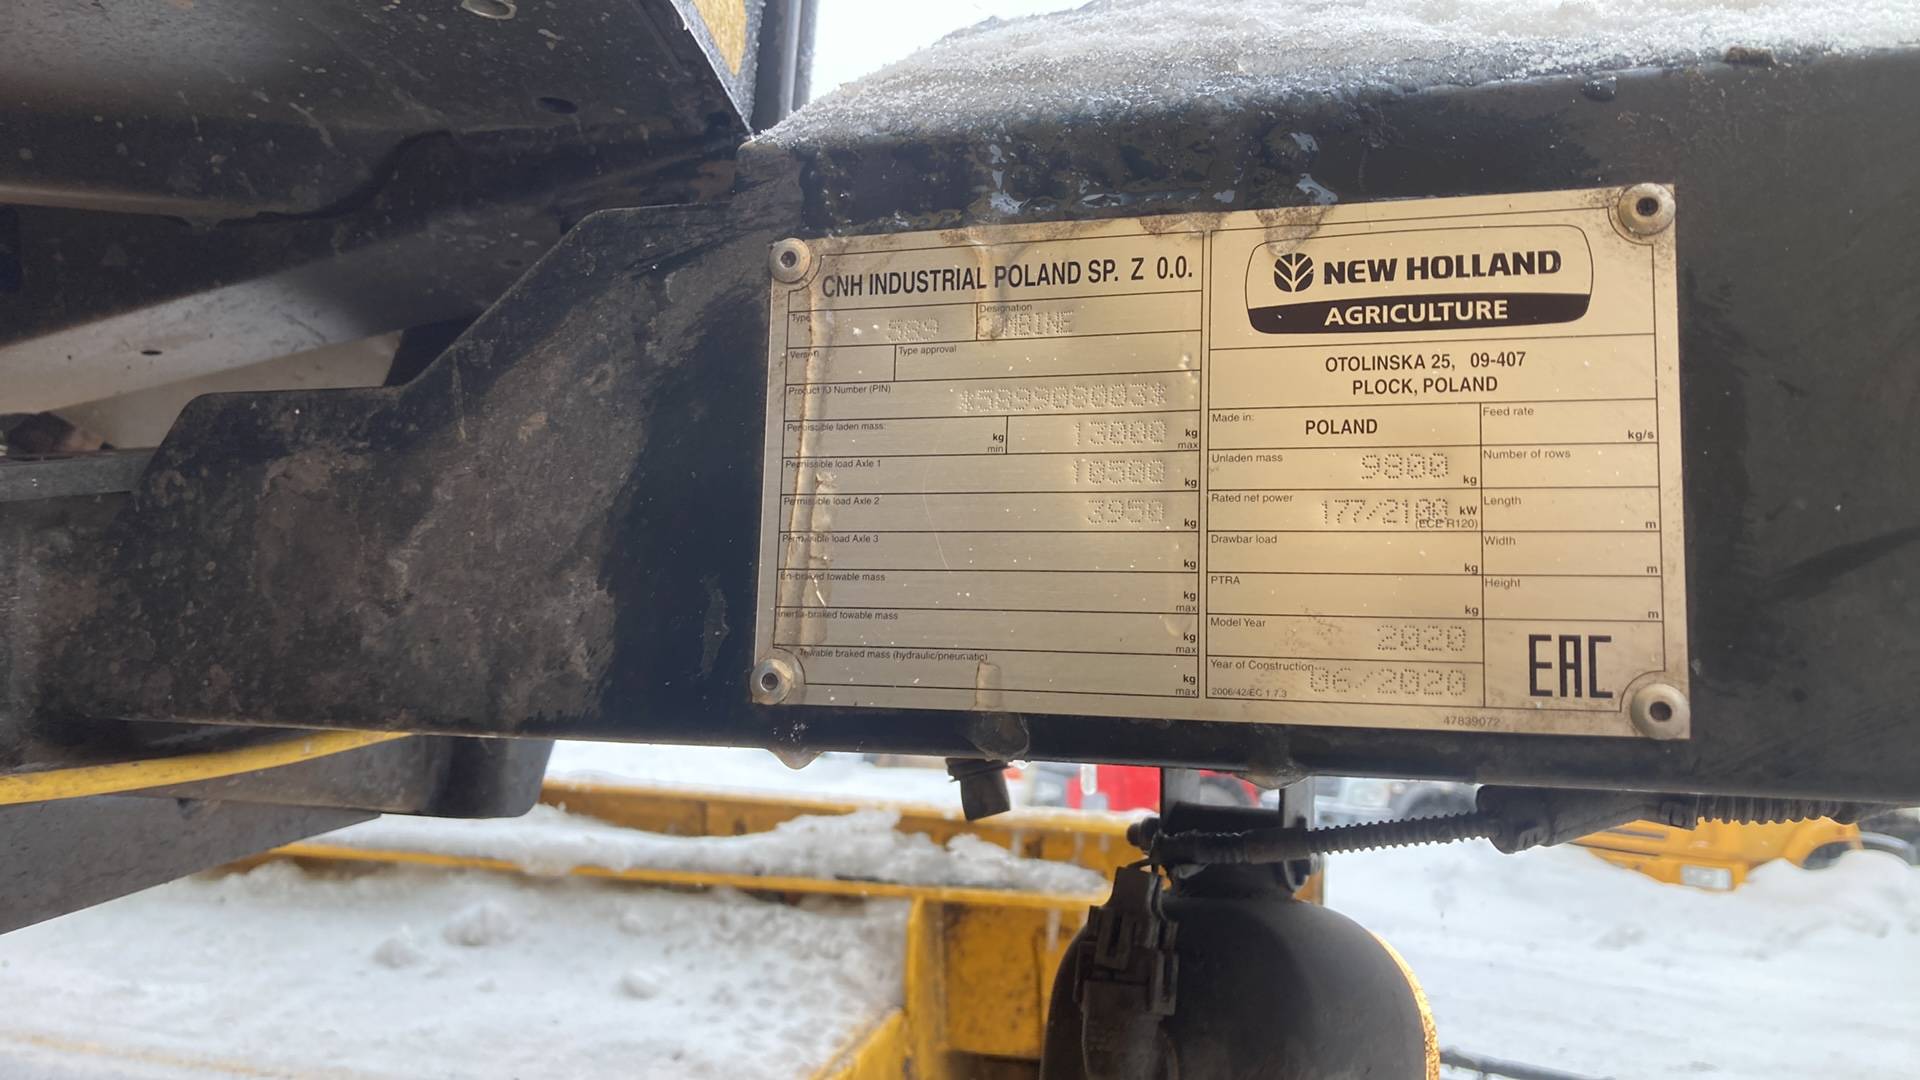 CNH INDUSTRIAL POLAND SP. Z O.O.
Type
589
Designation
MBINE
Version
Type approval
Product ID Number (PIN)
*589908003*
Permissible laden mass:
kg
min
13000
kg
max
Permissible load Axle 1
10500
kg
Permissible load Axle 2
3950
kg
Permissible load Axle 3
kg
Un-braked towable mass
kg
max
Inertia-braked towable mass
kg
max
Towable braked mass (hydraulic/pneumatic)
kg
max
NEW HOLLAND
AGRICULTURE
OTOLINSKA 25, 09-407
PLOCK, POLAND
Made in:
POLAND
Feed rate
kg/s
Unladen mass
9800
kg
Number of rows
Rated net power
177/2100
kW
(ECE R120)
Length
m
Drawbar load
kg
Width
m
PTRA
kg
Height
m
Model Year
2020
Year of Construction
06/2020
2006/42/EC 1.7.3
EAC
47839072